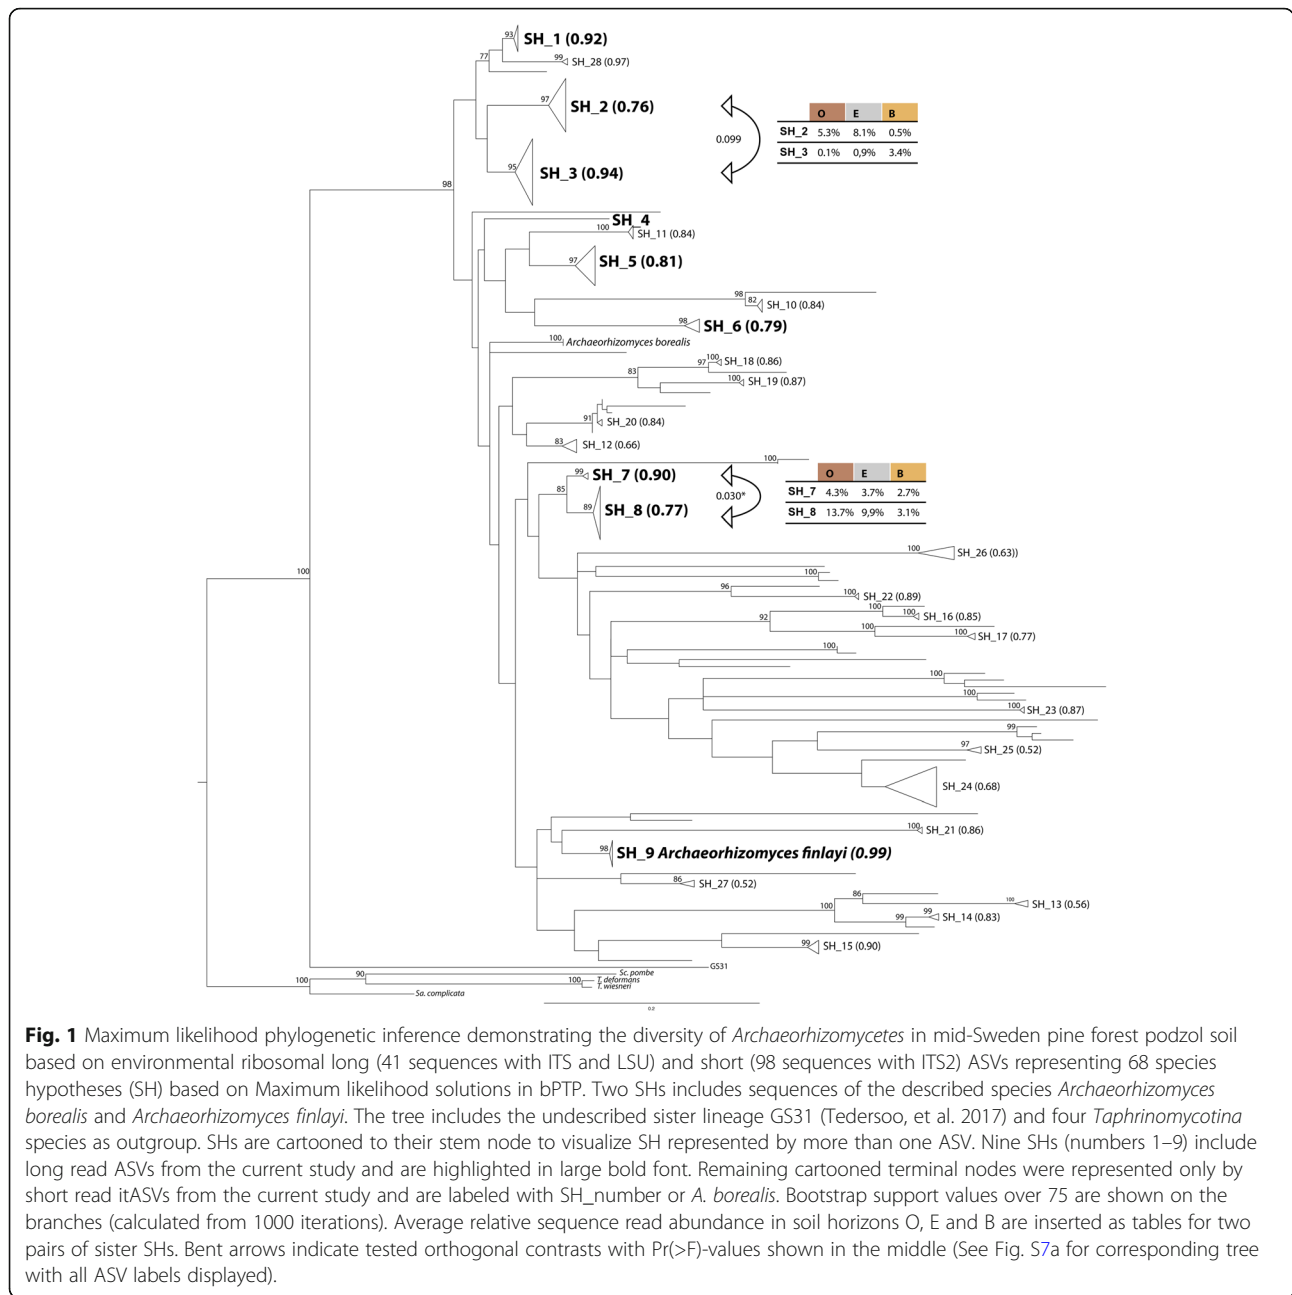 93 SH_1 (0.92)
77 99 SH_28 (0.97)
97 SH_2 (0.76)
O E B
SH_2 5.3% 8.1% 0.5%
0.099
SH_3 0.1% 0,9% 3.4%
95 SH_3 (0.94)
98
SH_4
100 SH_11 (0.84)
97 SH_5 (0.81)
98
82 SH_10 (0.84)
98 SH_6 (0.79)
100 Archaeorhizomyces borealis
97 100 SH_18 (0.86)
83
100 SH_19 (0.87)
91 SH_20 (0.84)
83 SH_12 (0.66)
100
O E B
99 SH_7 (0.90)
85 0.030*
SH_7 4.3% 3.7% 2.7%
89 SH_8 (0.77)
SH_8 13.7% 9,9% 3.1%
100 SH_26 (0.63))
100
100
96 100 SH_22 (0.89)
100
100 SH_16 (0.85)
92
100
100 SH_17 (0.77)
100
100
100
100 SH_23 (0.87)
99
97 SH_25 (0.52)
SH_24 (0.68)
100 SH_21 (0.86)
98 SH_9 Archaeorhizomyces finlayi (0.99)
86 SH_27 (0.52)
86
100 SH_13 (0.56)
100
99
99 SH_14 (0.83)
99 SH_15 (0.90)
GS31
90 Sc. pombe
100 100 T. deformans
T. wiesneri
Sa. complicata
0.2
Fig. 1 Maximum likelihood phylogenetic inference demonstrating the diversity of Archaeorhizomycetes in mid-Sweden pine forest podzol soil
based on environmental ribosomal long (41 sequences with ITS and LSU) and short (98 sequences with ITS2) ASVs representing 68 species
hypotheses (SH) based on Maximum likelihood solutions in bPTP. Two SHs includes sequences of the described species Archaeorhizomyces
borealis and Archaeorhizomyces finlayi. The tree includes the undescribed sister lineage GS31 (Tedersoo, et al. 2017) and four Taphrinomycotina
species as outgroup. SHs are cartooned to their stem node to visualize SH represented by more than one ASV. Nine SHs (numbers 1–9) include
long read ASVs from the current study and are highlighted in large bold font. Remaining cartooned terminal nodes were represented only by
short read itASVs from the current study and are labeled with SH_number or A. borealis. Bootstrap support values over 75 are shown on the
branches (calculated from 1000 iterations). Average relative sequence read abundance in soil horizons O, E and B are inserted as tables for two
pairs of sister SHs. Bent arrows indicate tested orthogonal contrasts with Pr(>F)-values shown in the middle (See Fig. S7a for corresponding tree
with all ASV labels displayed).